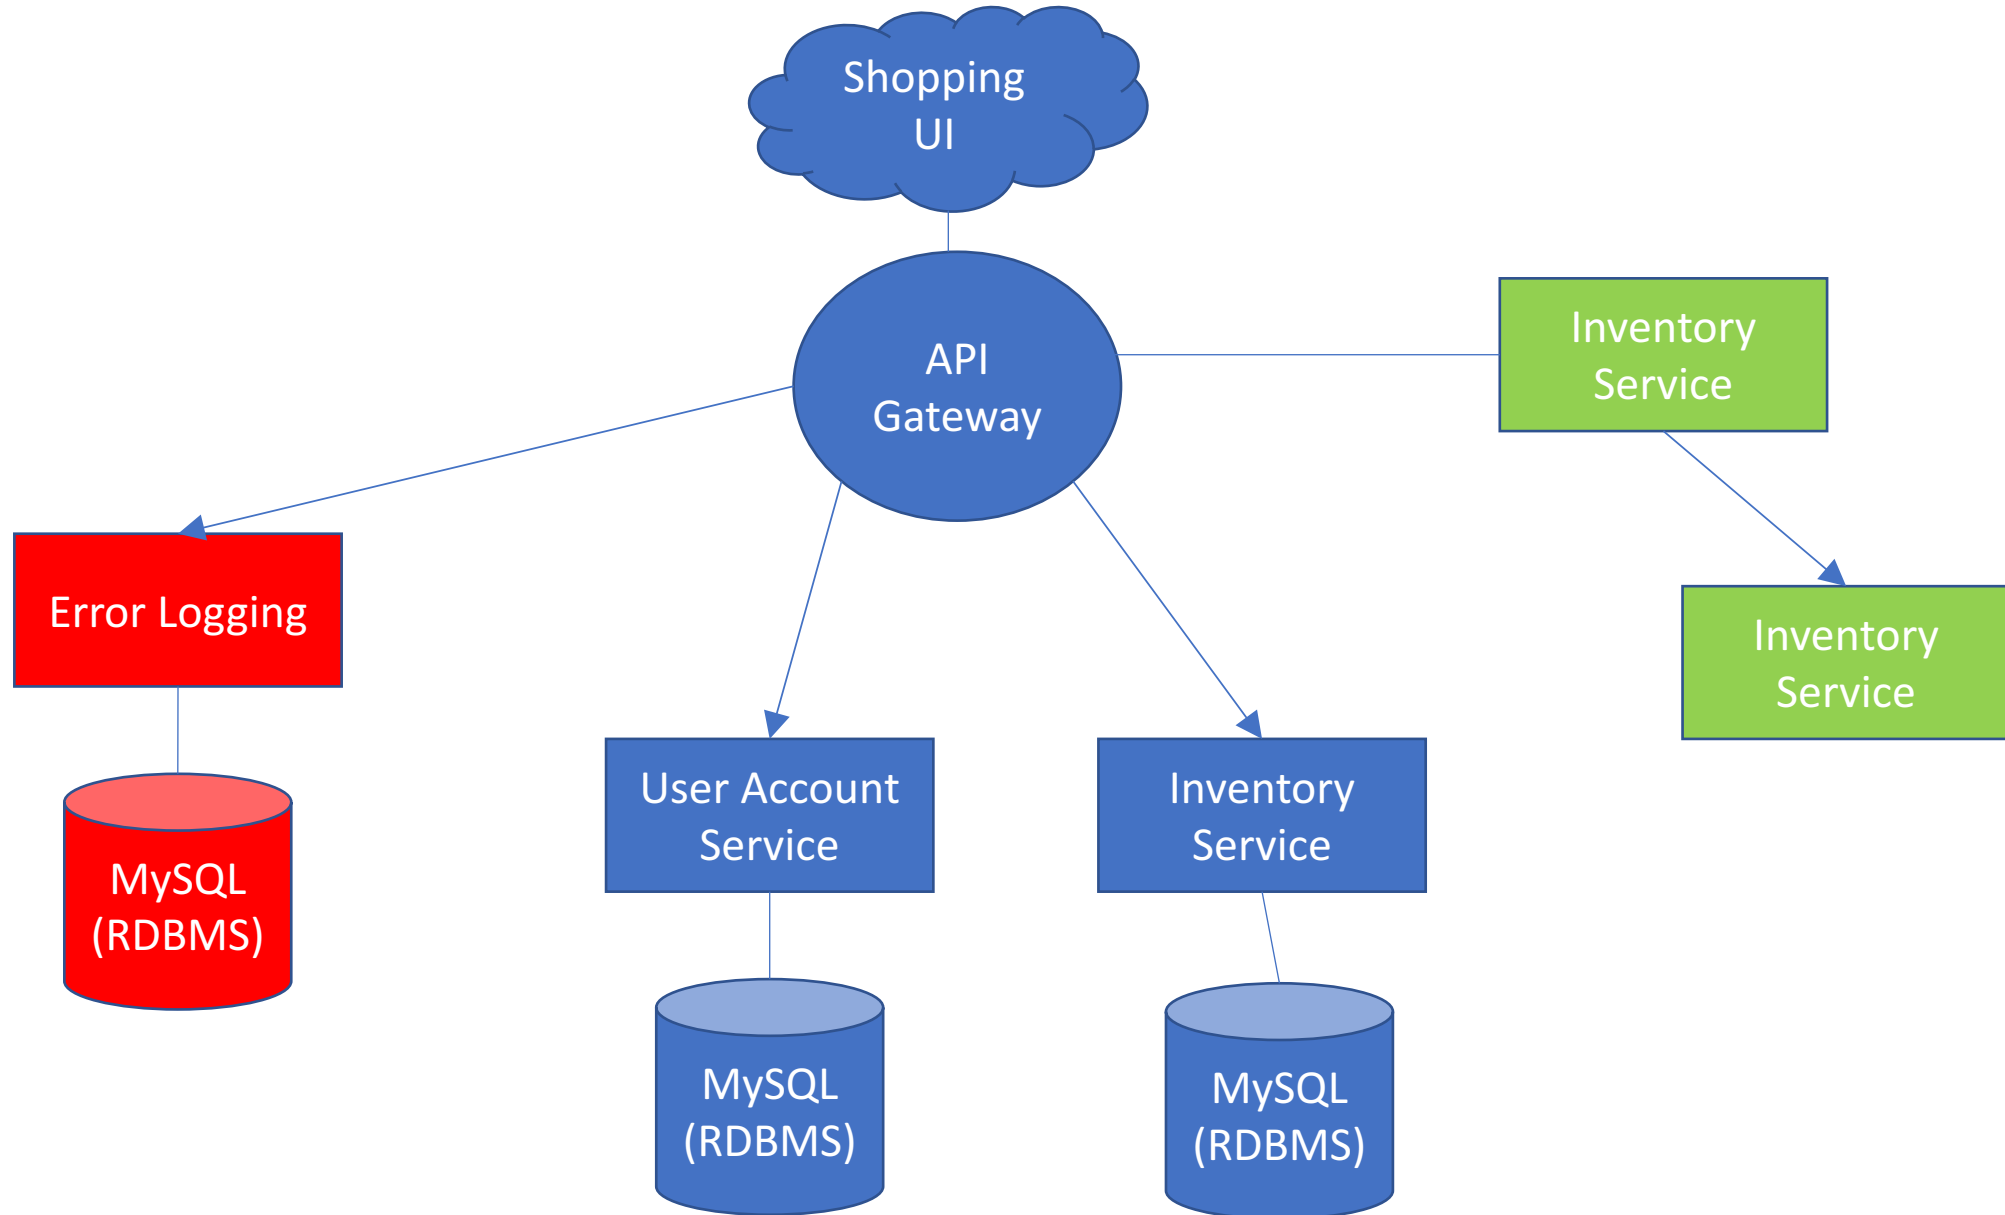 Shopping
UI
API
Gateway
Inventory
Service
Error Logging
Inventory
Service
User Account
Service
Inventory
Service
MySQL
(RDBMS)
MySQL
(RDBMS)
MySQL
(RDBMS)